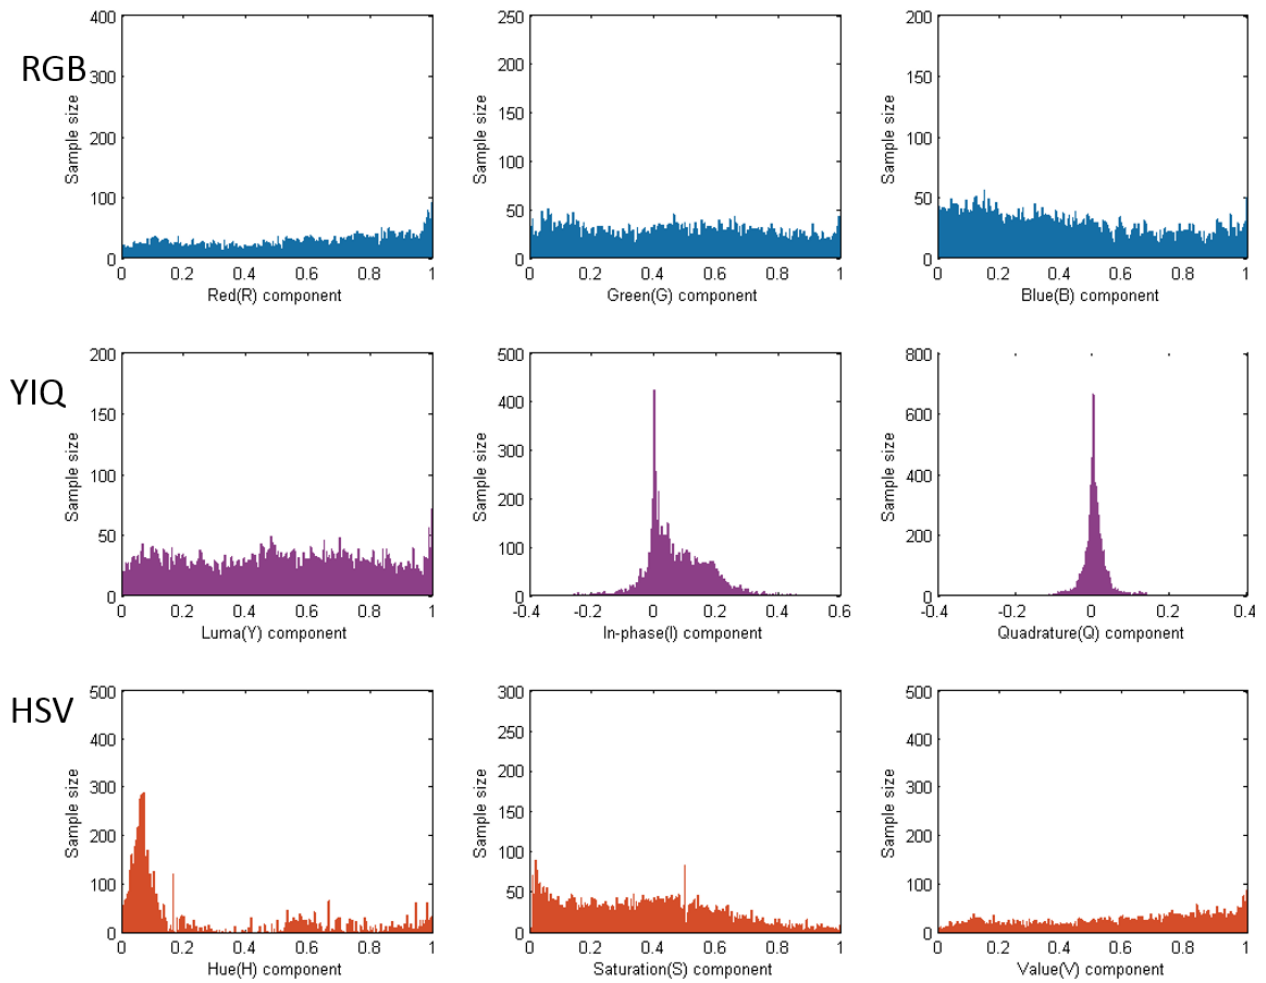 RGB
400
300
200
100
0
Sample size
0 0.2 0.4 0.6 0.8 1
Red(R) component
250
200
150
100
50
0
Sample size
0 0.2 0.4 0.6 0.8 1
Green(G) component
200
150
100
50
0
Sample size
0 0.2 0.4 0.6 0.8 1
Blue(B) component
YIQ
200
150
100
50
0
Sample size
0 0.2 0.4 0.6 0.8 1
Luma(Y) component
500
400
300
200
100
0
Sample size
-0.4 -0.2 0 0.2 0.4 0.6
In-phase(I) component
800
600
400
200
0
Sample size
-0.4 -0.2 0 0.2 0.4
Quadrature(Q) component
HSV
500
400
300
200
100
0
Sample size
0 0.2 0.4 0.6 0.8 1
Hue(H) component
300
250
200
150
100
50
0
Sample size
0 0.2 0.4 0.6 0.8 1
Saturation(S) component
500
400
300
200
100
0
Sample size
0 0.2 0.4 0.6 0.8 1
Value(V) component